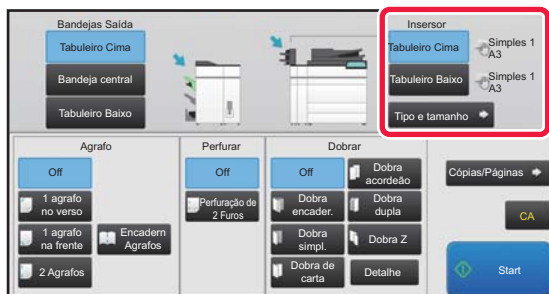 Bandejas Saída
Tabuleiro Cima
Bandeja central
Tabuleiro Baixo
Insersor
Tabuleiro Cima
Simples 1
A3
Tabuleiro Baixo
Simples 1
A3
Tipo e tamanho
Agrafo
Off
1 agrafo
no verso
1 agrafo
na frente
Encadern
Agrafos
2 Agrafos
Perfurar
Off
Perfuração de
2 Furos
Dobrar
Off
Dobra
acordeão
Dobra
encader.
Dobra
dupla
Dobra
simpl.
Dobra Z
Dobra de
carta
Detalhe
Cópias/Páginas
CA
Start